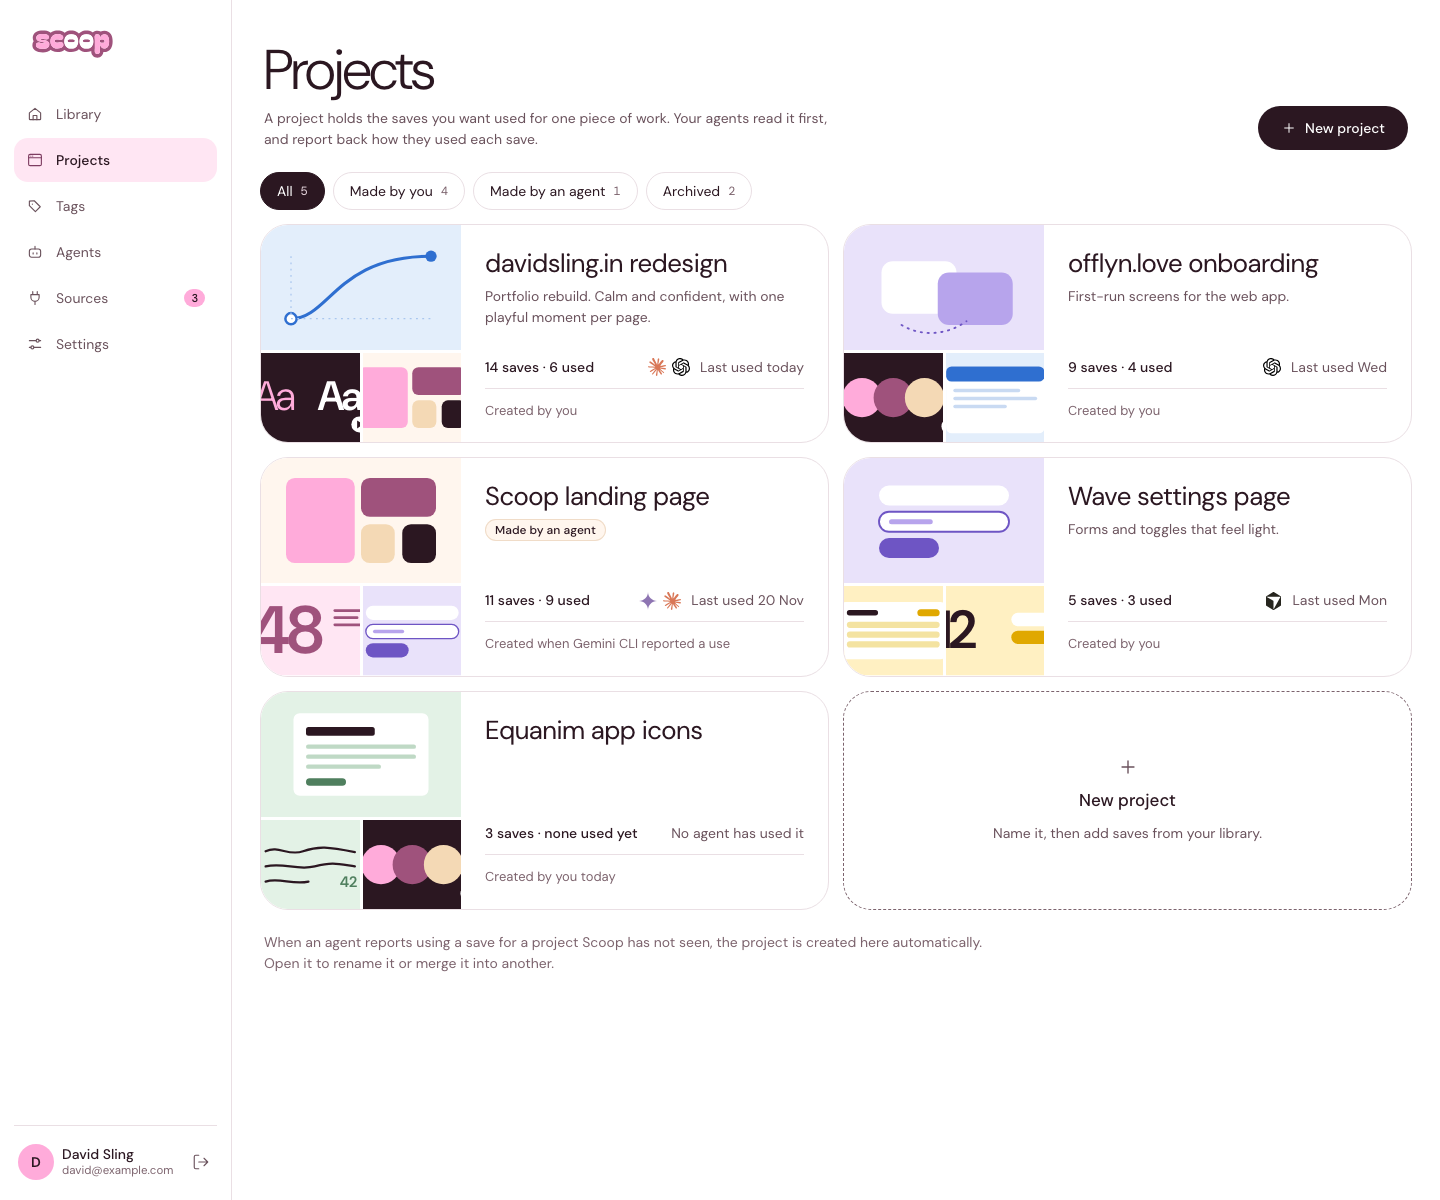 scoop
Library
Projects
Tags
Agents
Sources 3
Settings
David Sling
david@example.com
D
Projects
A project holds the saves you want used for one piece of work. Your agents read it first,
and report back how they used each save.
New project
All 5
Made by you 4
Made by an agent 1
Archived 2
Aa Aa
davidsling.in redesign
Portfolio rebuild. Calm and confident, with one
playful moment per page.
14 saves · 6 used
Last used today
Created by you
offlyn.love onboarding
First-run screens for the web app.
9 saves · 4 used
Last used Wed
Created by you
48
Scoop landing page
Made by an agent
11 saves · 9 used
Last used 20 Nov
Created when Gemini CLI reported a use
12
Wave settings page
Forms and toggles that feel light.
5 saves · 3 used
Last used Mon
Created by you
42
Equanim app icons
3 saves · none used yet
No agent has used it
Created by you today
New project
Name it, then add saves from your library.
When an agent reports using a save for a project Scoop has not seen, the project is created here automatically.
Open it to rename it or merge it into another.